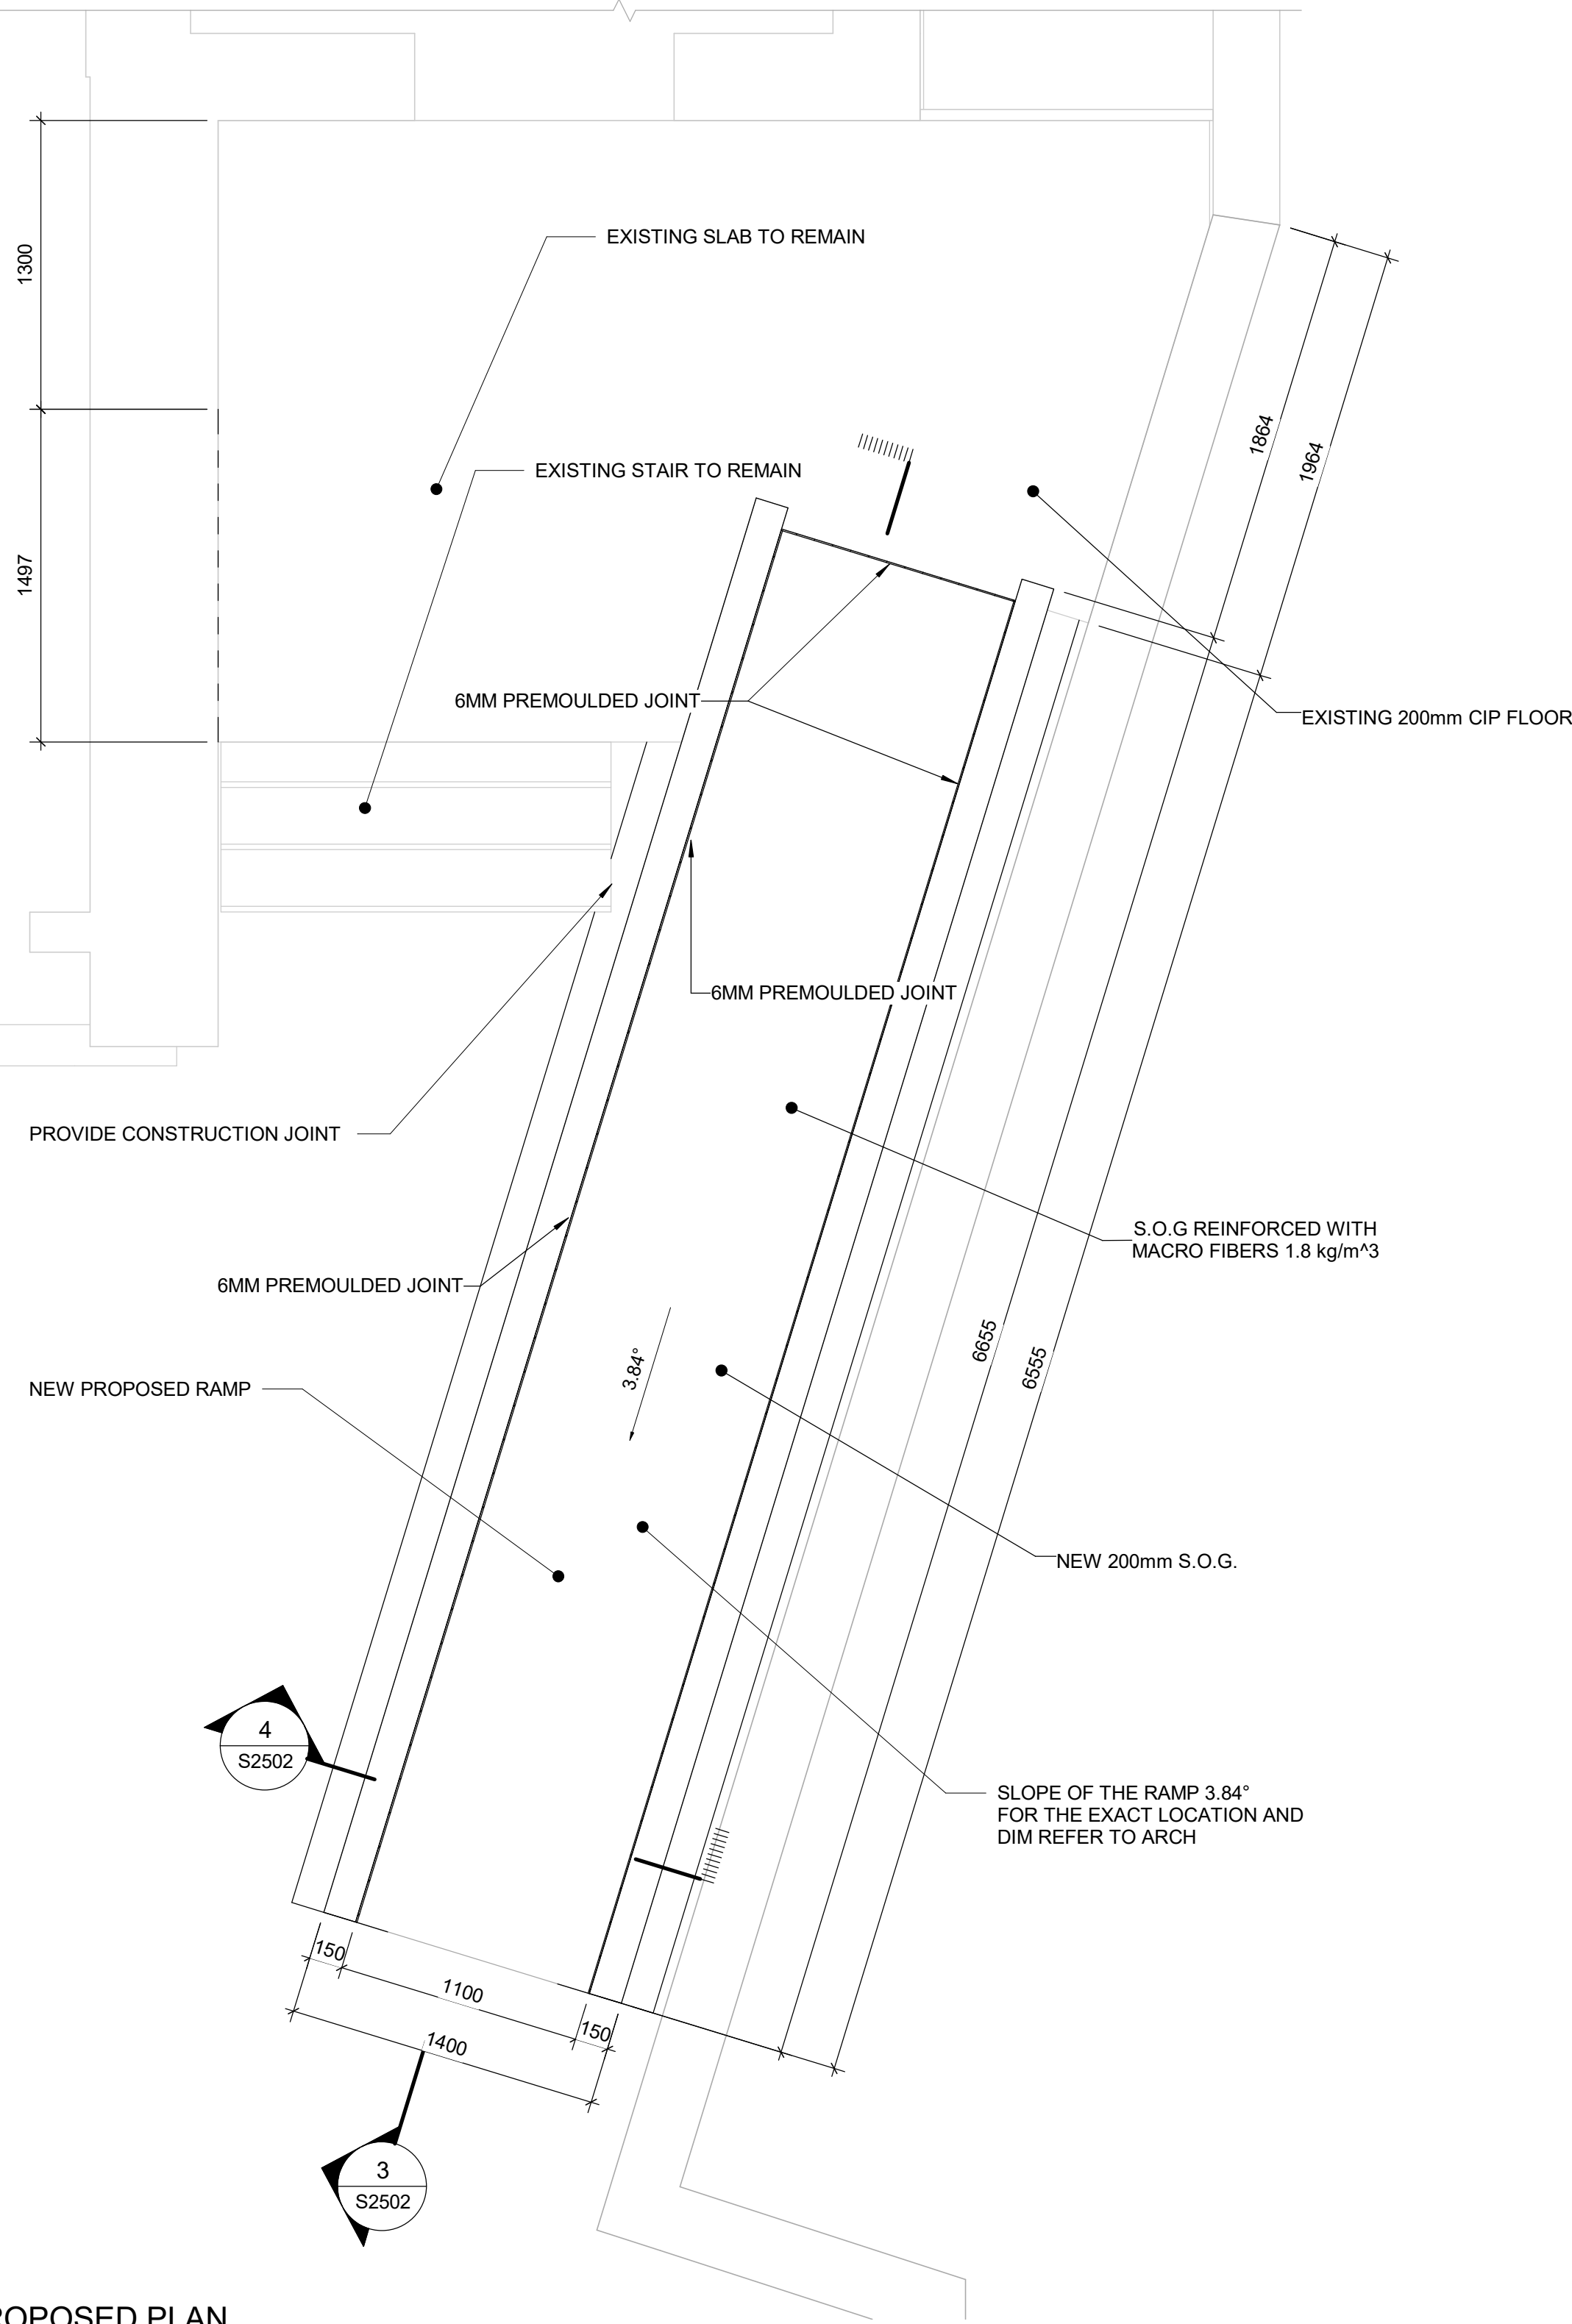 1300
EXISTING SLAB TO REMAIN
1864
1964
EXISTING STAIR TO REMAIN
1497
6MM PREMOULDED JOINT
EXISTING 200mm CIP FLOOR
6MM PREMOULDED JOINT
PROVIDE CONSTRUCTION JOINT
S.O.G REINFORCED WITH
MACRO FIBERS 1.8 kg/m^3
6MM PREMOULDED JOINT
6655
6555
3.84°
NEW PROPOSED RAMP
NEW 200mm S.O.G.
4
S2502
SLOPE OF THE RAMP 3.84°
FOR THE EXACT LOCATION AND
DIM REFER TO ARCH
150
1100
150
1400
3
S2502
OPOSED PLAN